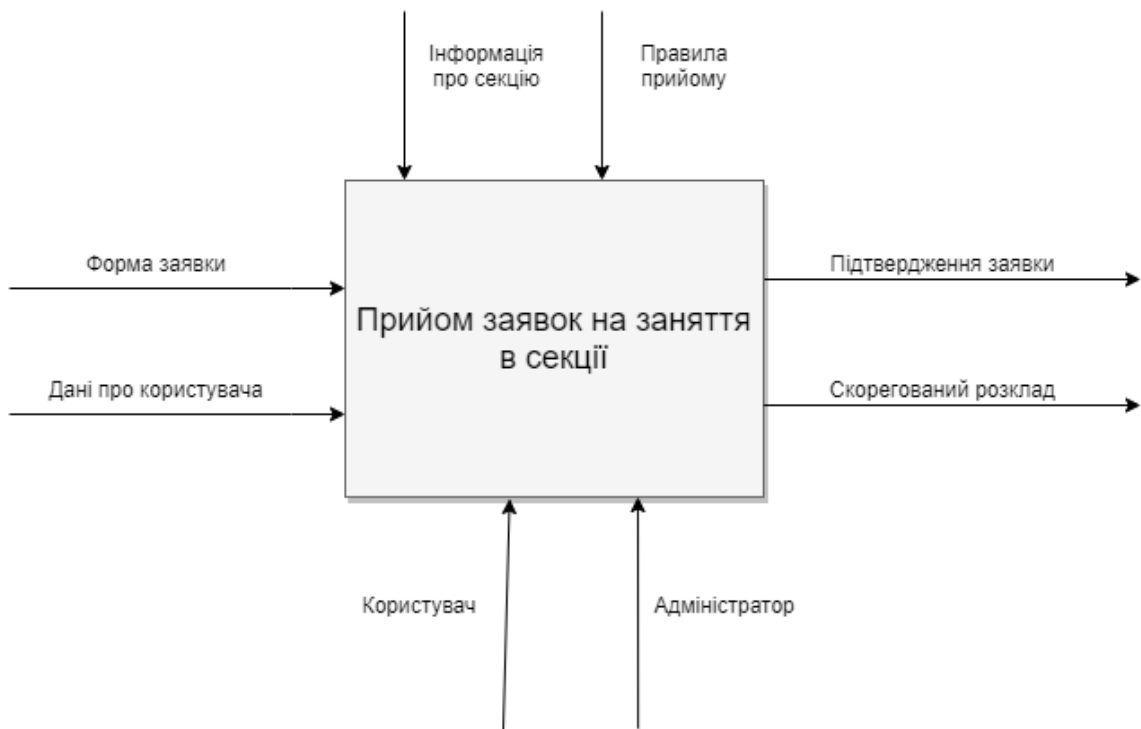 Інформація
про секцію
Правила
прийому
Форма заявки
Підтвердження заявки
Прийом заявок на заняття
в секції
Дані про користувача
Скорегований розклад
Користувач
Адміністратор